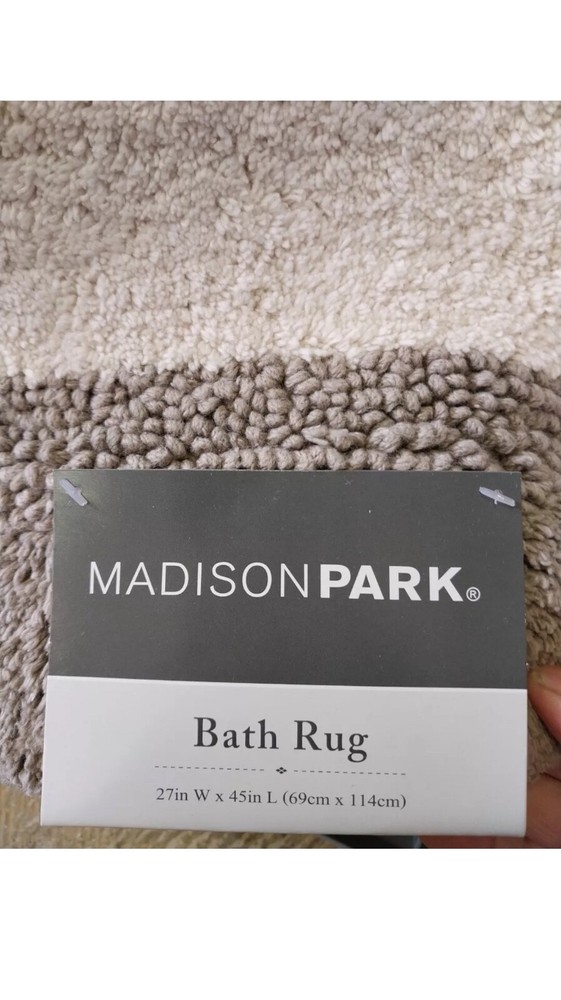 MADISONPARK®
Bath Rug
27in W x 45in L (69cm x 114cm)